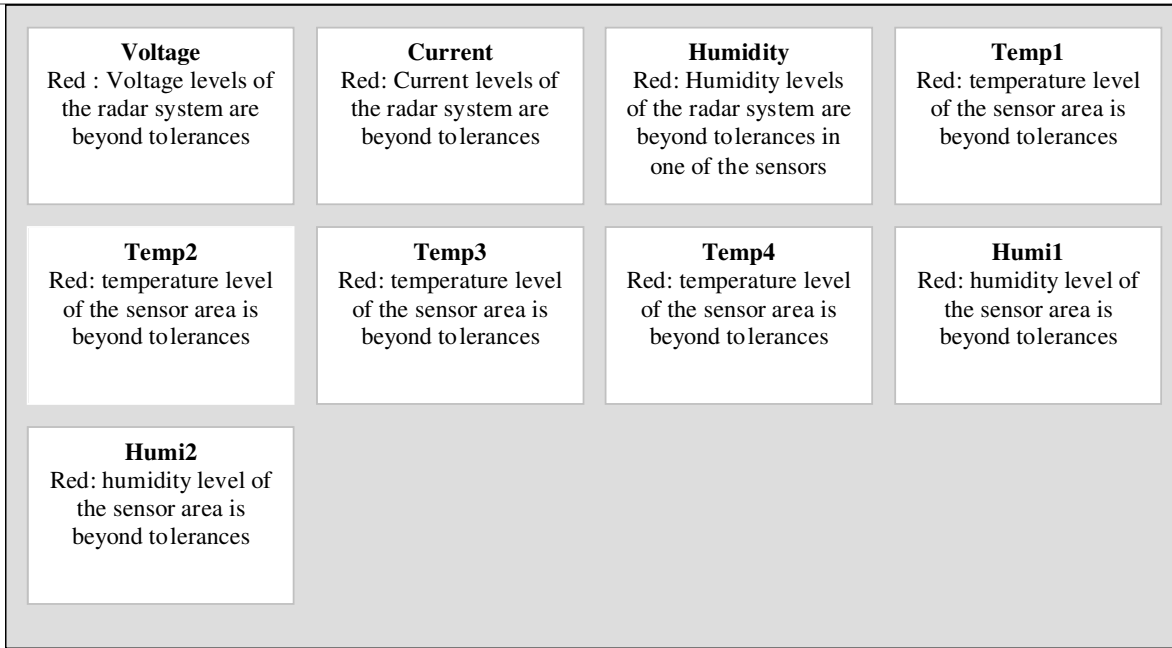 Voltage
Red : Voltage levels of
the radar system are
beyond tolerances
Current
Red: Current levels of
the radar system are
beyond tolerances
Humidity
Red: Humidity levels
of the radar system are
beyond tolerances in
one of the sensors
Temp1
Red: temperature level
of the sensor area is
beyond tolerances
Temp2
Red: temperature level
of the sensor area is
beyond tolerances
Temp3
Red: temperature level
of the sensor area is
beyond tolerances
Temp4
Red: temperature level
of the sensor area is
beyond tolerances
Humi1
Red: humidity level of
the sensor area is
beyond tolerances
Humi2
Red: humidity level of
the sensor area is
beyond tolerances